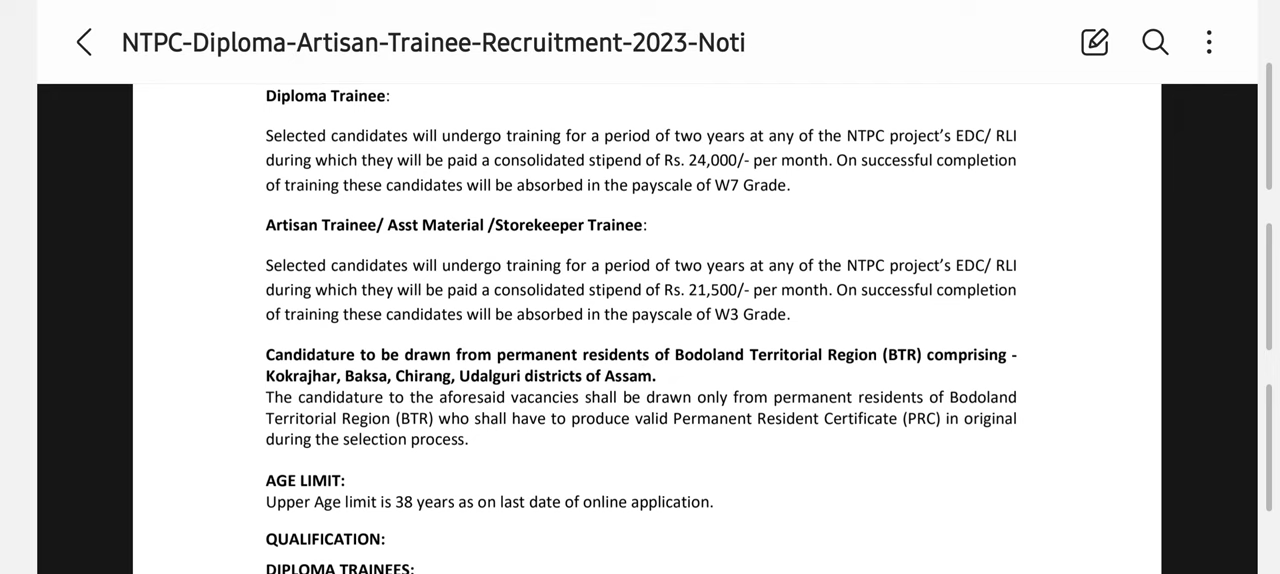 NTPC-Diploma-Artisan-Trainee-Recruitment-2023-Noti
Diploma Trainee:
Selected candidates will undergo training for a period of two years at any of the NTPC project’s EDC/ RLI
during which they will be paid a consolidated stipend of Rs. 24,000/- per month. On successful completion
of training these candidates will be absorbed in the payscale of W7 Grade.
Artisan Trainee/ Asst Material /Storekeeper Trainee:
Selected candidates will undergo training for a period of two years at any of the NTPC project’s EDC/ RLI
during which they will be paid a consolidated stipend of Rs. 21,500/- per month. On successful completion
of training these candidates will be absorbed in the payscale of W3 Grade.
Candidature to be drawn from permanent residents of Bodoland Territorial Region (BTR) comprising -
Kokrajhar, Baksa, Chirang, Udalguri districts of Assam.
The candidature to the aforesaid vacancies shall be drawn only from permanent residents of Bodoland
Territorial Region (BTR) who shall have to produce valid Permanent Resident Certificate (PRC) in original
during the selection process.
AGE LIMIT:
Upper Age limit is 38 years as on last date of online application.
QUALIFICATION:
DIPLOMA TRAINEES: